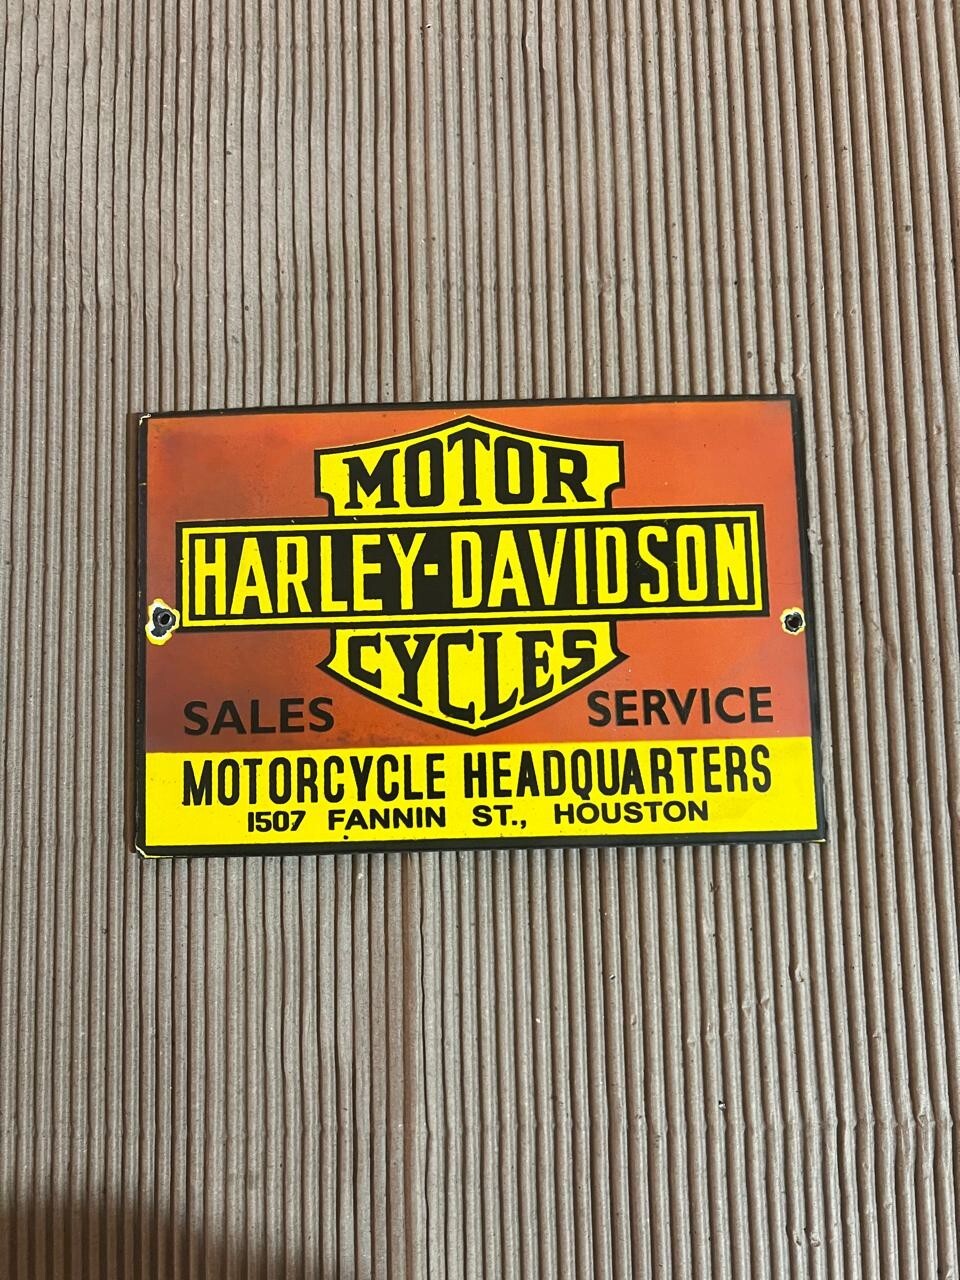 MOTOR
HARLEY-DAVIDSON
CYCLES
SALES SERVICE
MOTORCYCLE HEADQUARTERS
1507 FANNIN ST., HOUSTON